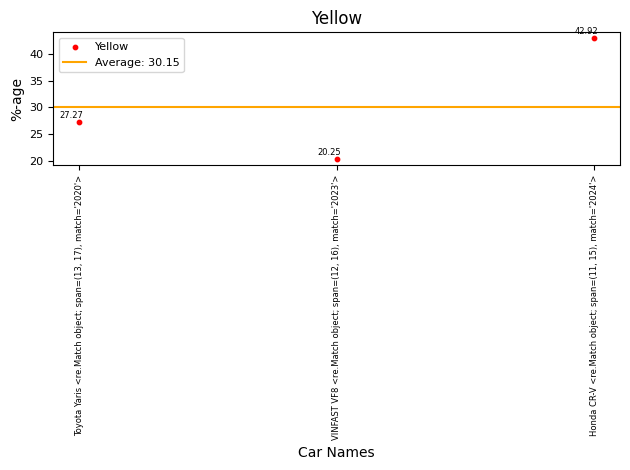 Yellow
42.92
Yellow
Average: 30.15
40
35
30
25
20
%-age
27.27
20.25
Toyota Yaris <re.Match object; span=(13, 17), match='2020'>
VINFAST VF8 <re.Match object; span=(12, 16), match='2023'>
Honda CR-V <re.Match object; span=(11, 15), match='2024'>
Car Names